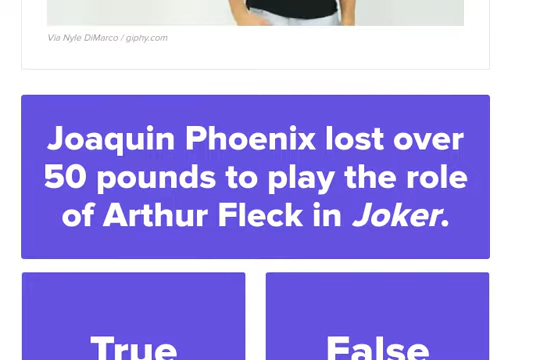 Via Nyle DiMarco / giphy.com
Joaquin Phoenix lost over
50 pounds to play the role
of Arthur Fleck in Joker.
True
False